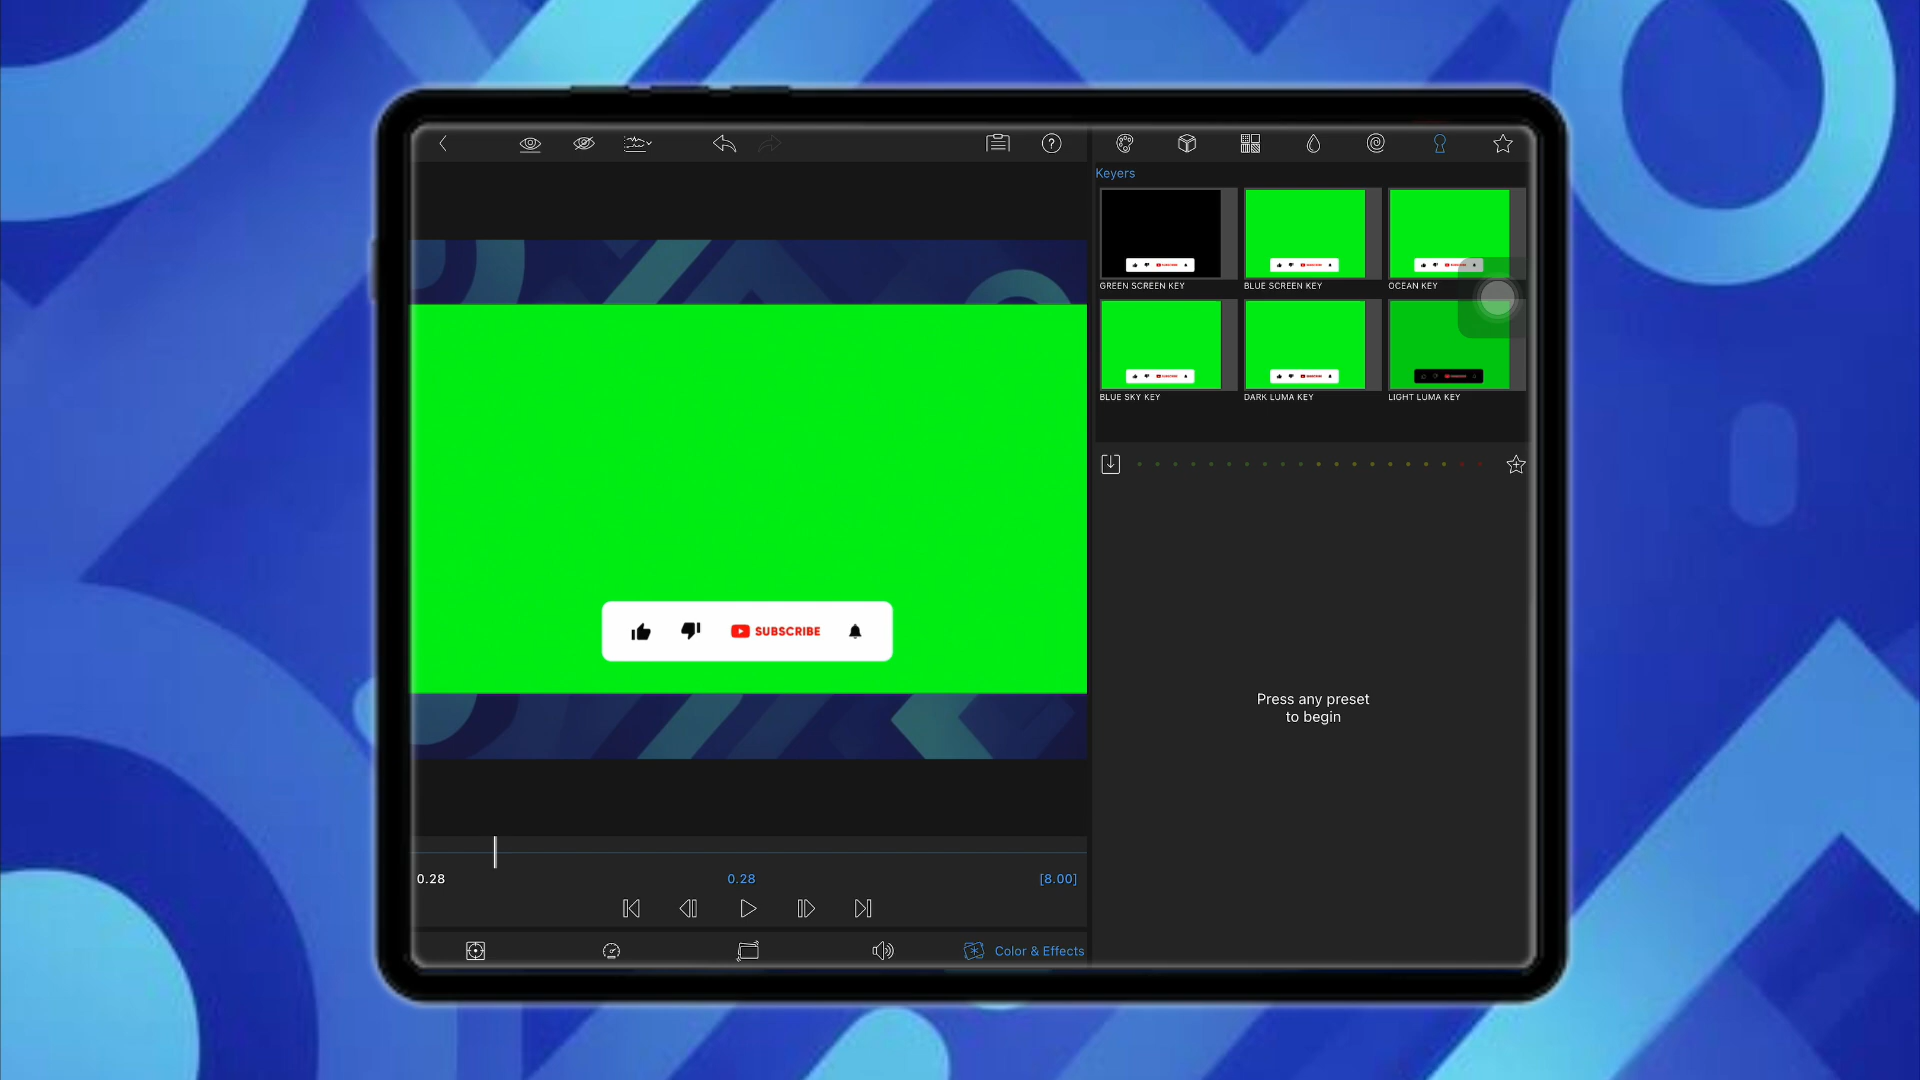 Keyers
GREEN SCREEN KEY
BLUE SCREEN KEY
OCEAN KEY
BLUE SKY KEY
DARK LUMA KEY
LIGHT LUMA KEY
SUBSCRIBE
Press any preset
to begin
0.28
0.28
[8.00]
Color & Effects